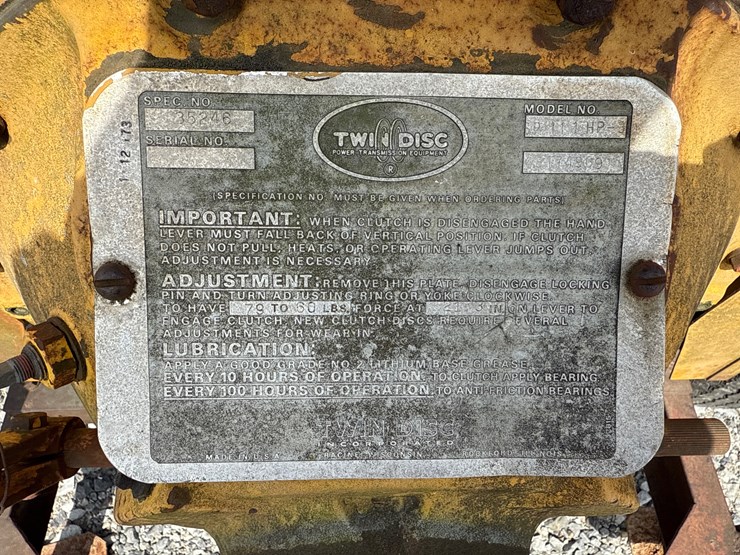 SPEC. NO.
MODEL NO.
TWIN DISC
POWER TRANSMISSION EQUIPMENT
R
SERIAL NO.
12 73
(SPECIFICATION NO. MUST BE GIVEN WHEN ORDERING PARTS)
IMPORTANT: WHEN CLUTCH IS DISENGAGED THE HAND
LEVER MUST FALL BACK OF VERTICAL POSITION. IF CLUTCH
DOES NOT PULL, HEATS, OR OPERATING LEVER JUMPS OUT,
ADJUSTMENT IS NECESSARY
ADJUSTMENT: REMOVE THIS PLATE, DISENGAGE LOCKING
PIN AND TURN ADJUSTING RING OR YOKE CLOCKWISE
TO HAVE TO LBS. FORCE AT IN. ON LEVER TO
ENGAGE CLUTCH. NEW CLUTCH DISCS REQUIRE SEVERAL
ADJUSTMENTS FOR WEAR IN.
LUBRICATION:
APPLY A GOOD GRADE NO. 2 LITHIUM BASE GREASE
EVERY 10 HOURS OF OPERATION: TO CLUTCH APPLY BEARING.
EVERY 100 HOURS OF OPERATION: TO ANTI-FRICTION BEARINGS.
TWIN DISC
INCORPORATED
MADE IN U.S.A. RACINE, WISCONSIN ROCKFORD, ILLINOIS